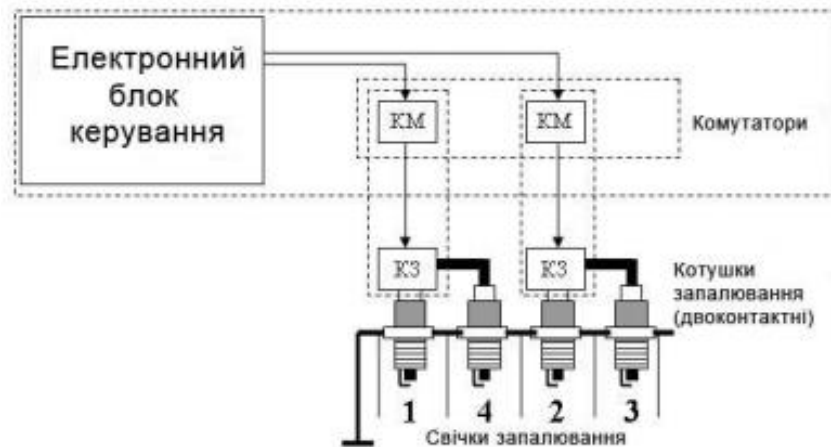 Електронний
блок
керування
КМ
КМ
Комутатори
КЗ
КЗ
Котушки
запалювання
(двоконтактні)
1 4 2 3
Свічки запалювання